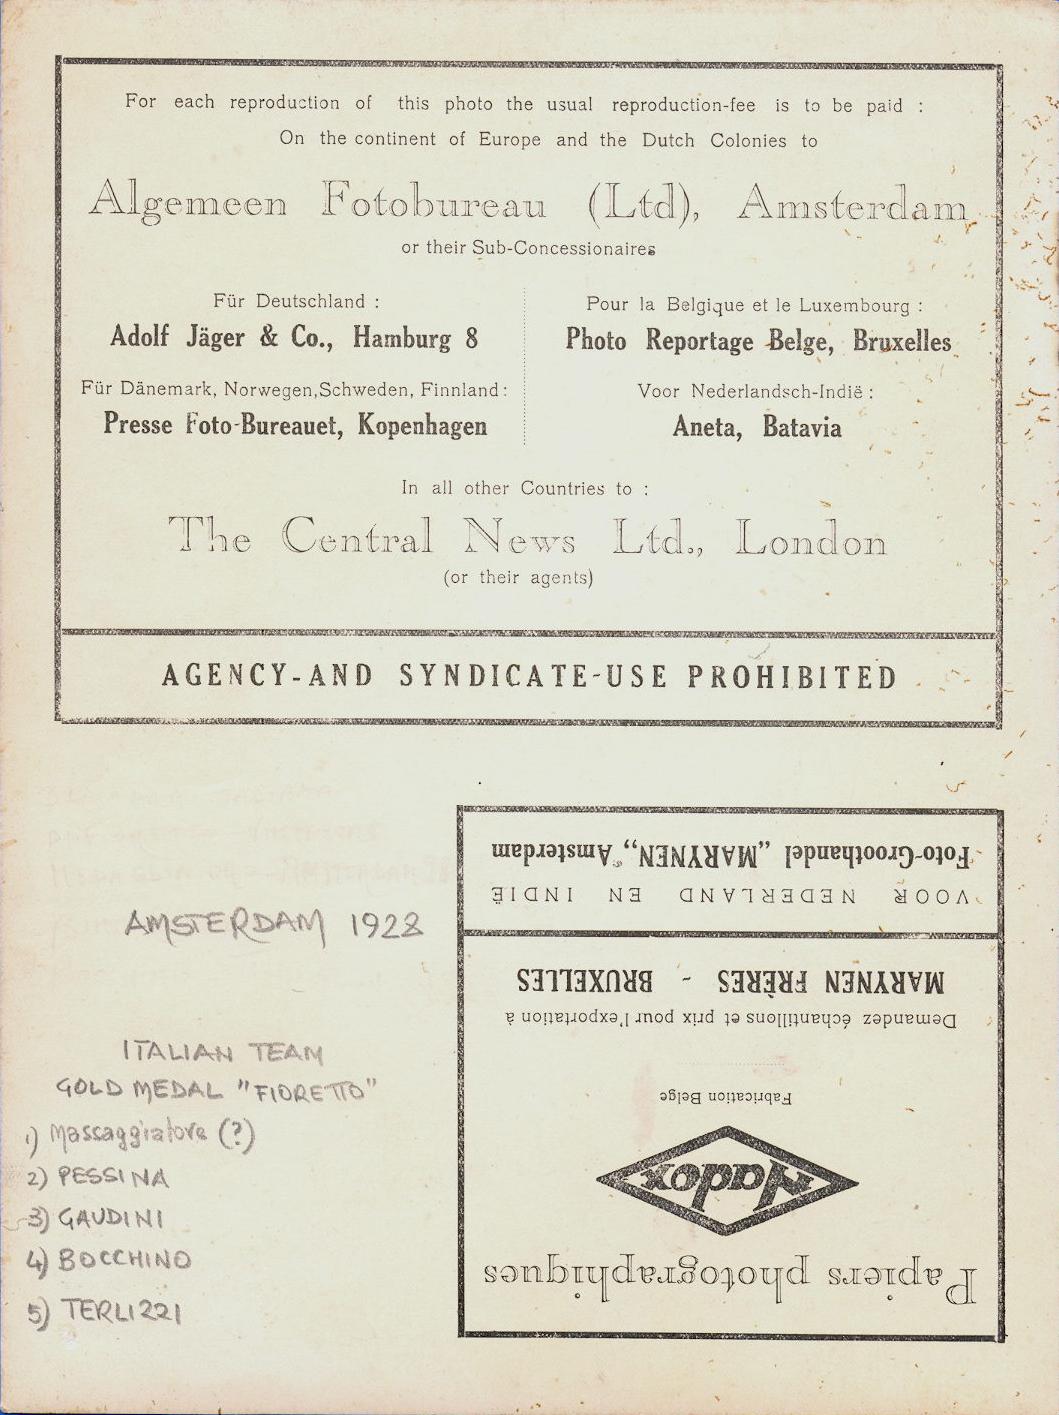 For each reproduction of this photo the usual reproduction-fee is to be paid :
On the continent of Europe and the Dutch Colonies to
Algemeen Fotobureau (Ltd), Amsterdam
or their Sub-Concessionaires
Für Deutschland :
Adolf Jäger & Co., Hamburg 8
Für Dänemark, Norwegen,Schweden, Finnland :
Presse Foto-Bureauet, Kopenhagen
Pour la Belgique et le Luxembourg :
Photo Reportage Belge, Bruxelles
Voor Nederlandsch-Indië :
Aneta, Batavia
In all other Countries to :
The Central News Ltd., London
(or their agents)
AGENCY-AND SYNDICATE-USE PROHIBITED
AMSTERDAM 1928
ITALIAN TEAM
GOLD MEDAL "FIORETTO"
1) Massaggiatore (?)
2) PESSINA
3) GAUDINI
4) BOCCHINO
5) TERLIZZI
Papiers photographiques
Nadox
Fabrication Belge
Demandez échantillons et prix pour l'exportation à
MARYNEN FRÈRES - BRUXELLES
VOOR NEDERLAND EN INDIË
Foto-Groothandel „MARYNEN", Amsterdam